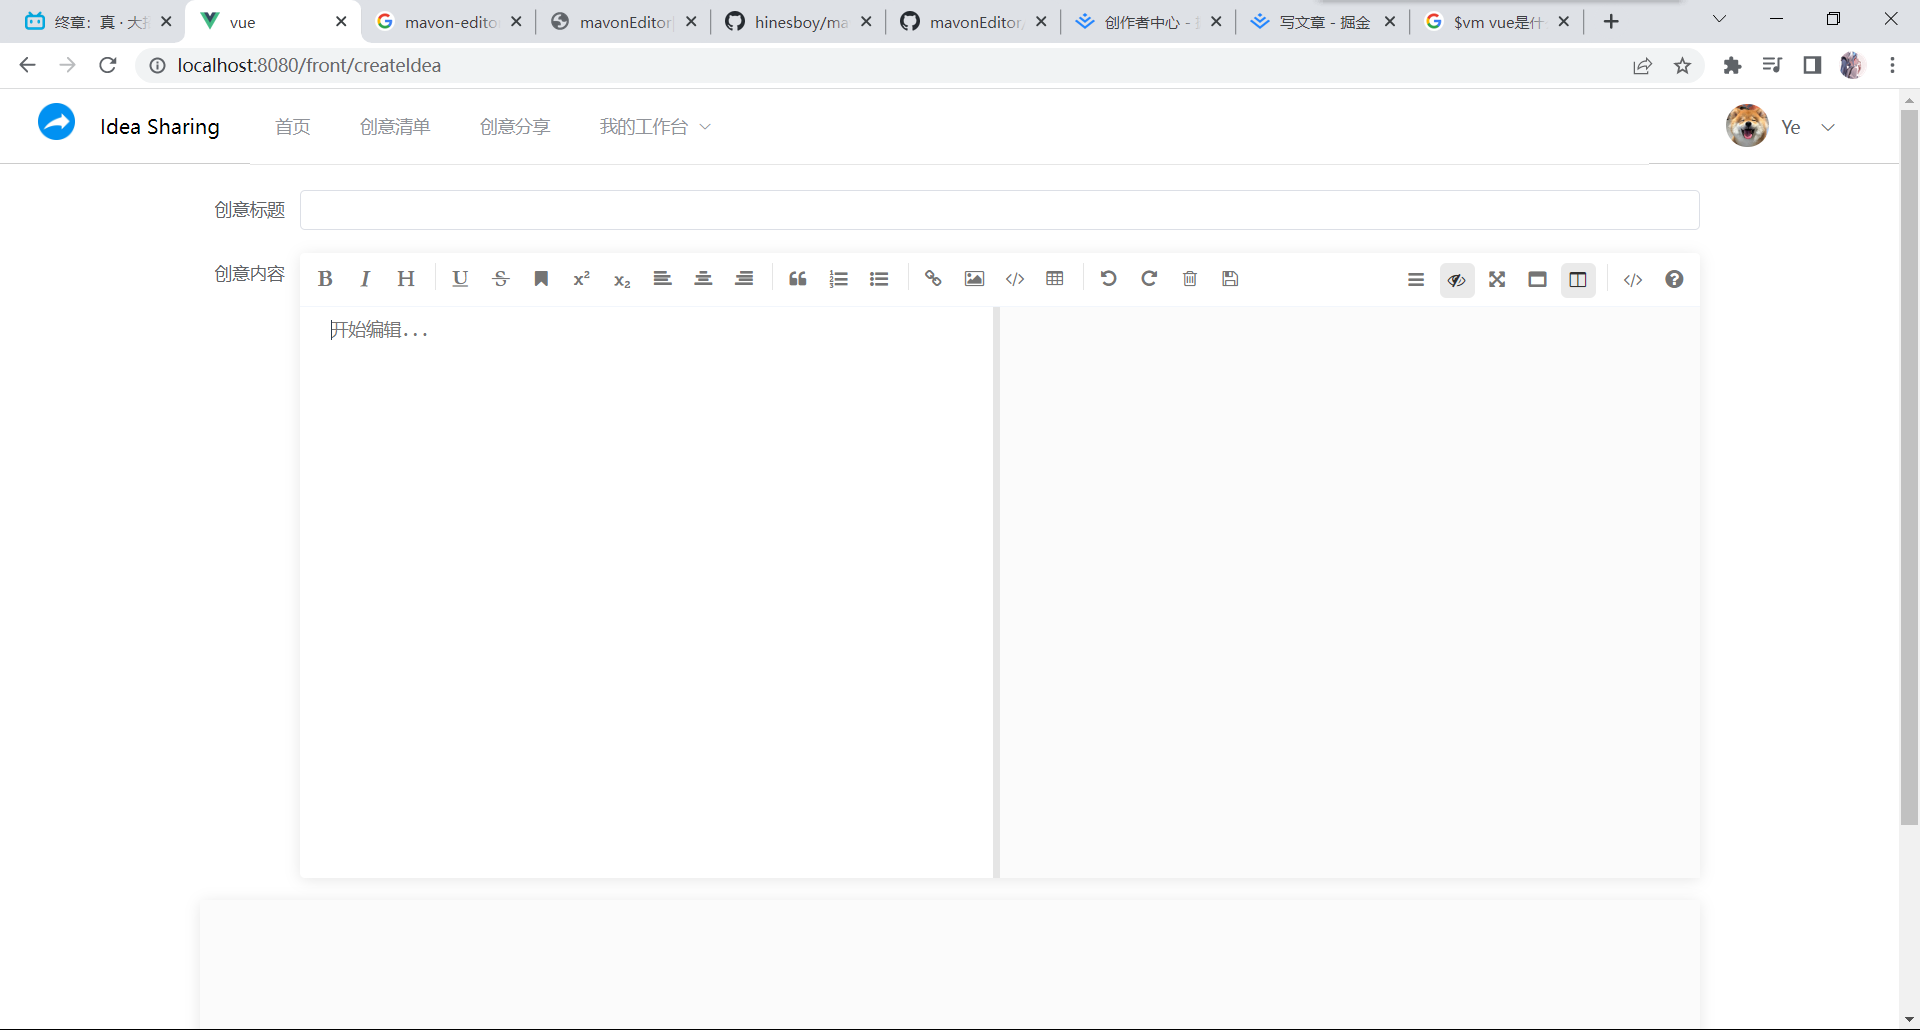 终章：真 · 大
vue
mavon-edito
mavonEditor
hinesboy/ma
mavonEditor/
创作者中心 -
写文章 - 掘金
$vm vue是什
localhost:8080/front/createIdea
Idea Sharing
首页
创意清单
创意分享
我的工作台
Ye
创意标题
创意内容
B I H U S x² x₂
开始编辑...